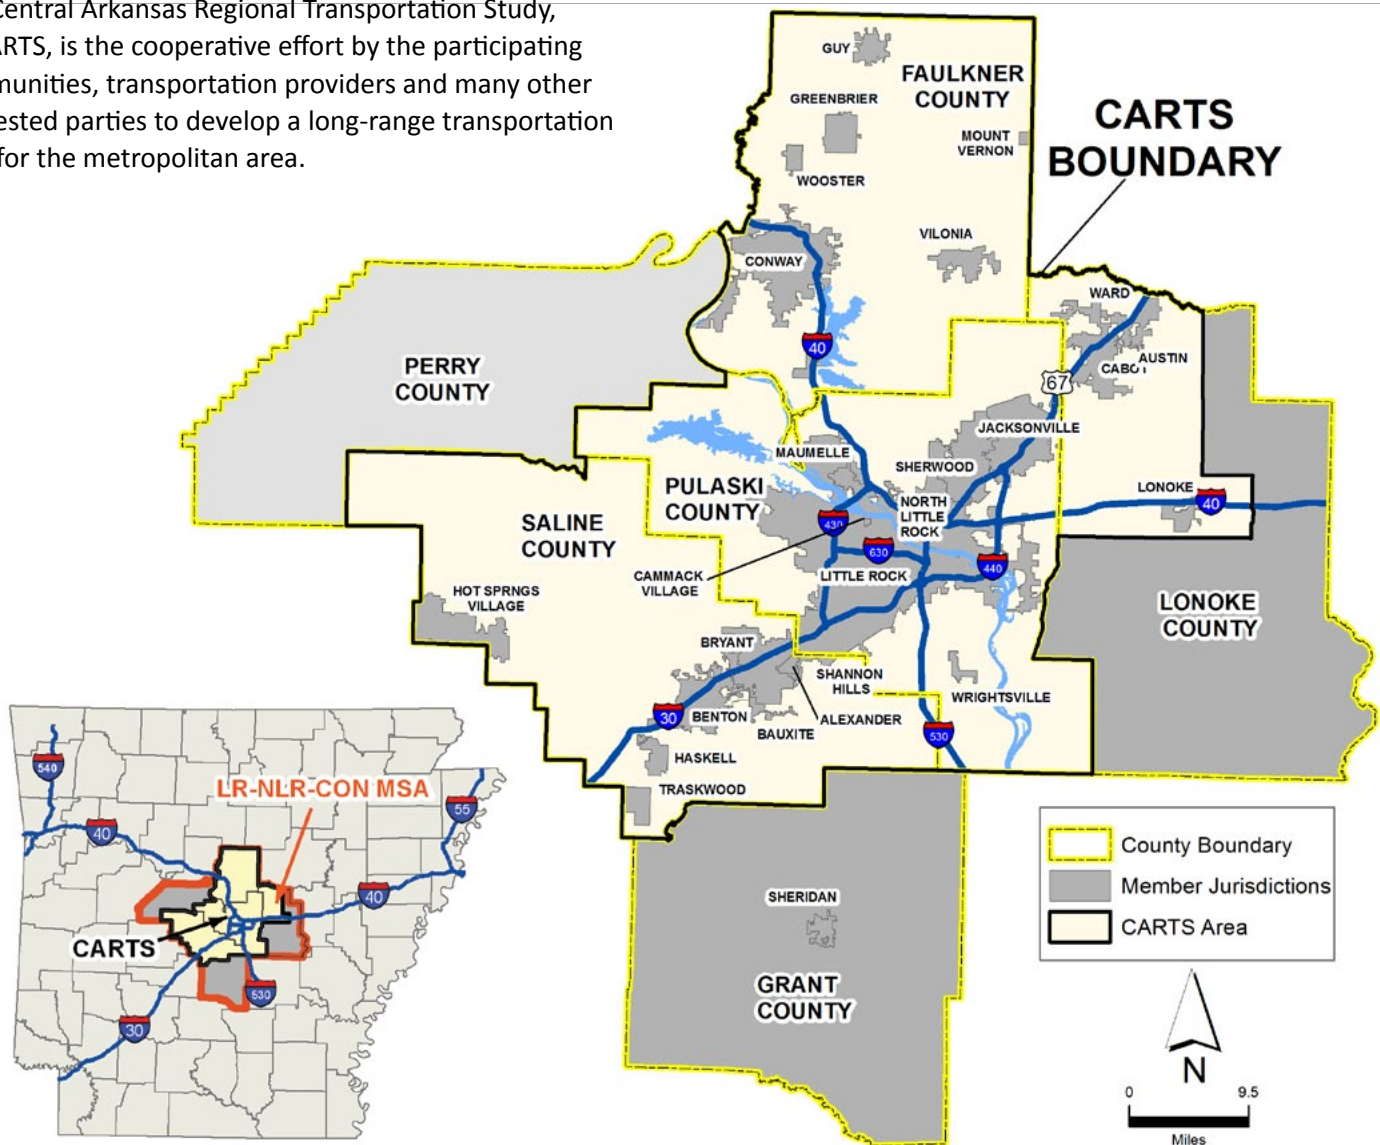 Central Arkansas Regional Transportation Study,
ARTS, is the cooperative effort by the participating
munities, transportation providers and many other
ested parties to develop a long-range transportation
for the metropolitan area.
GUY
FAULKNER
COUNTY
GREENBRIER
MOUNT
VERNON
WOOSTER
CARTS
BOUNDARY
VILONIA
CONWAY
WARD
40
AUSTIN
CABOT
67
PERRY
COUNTY
JACKSONVILLE
MAUMELLE
SHERWOOD
PULASKI
COUNTY
NORTH
LITTLE
ROCK
LONOKE
40
SALINE
COUNTY
430
630
440
CAMMACK
VILLAGE
LITTLE ROCK
HOT SPRNGS
VILLAGE
LONOKE
COUNTY
BRYANT
SHANNON
HILLS
WRIGHTSVILLE
30
BENTON
ALEXANDER
BAUXITE
530
HASKELL
TRASKWOOD
SHERIDAN
GRANT
COUNTY
540
LR-NLR-CON MSA
55
40
40
CARTS
530
30
County Boundary
Member Jurisdictions
CARTS Area
N
0 9.5
Miles